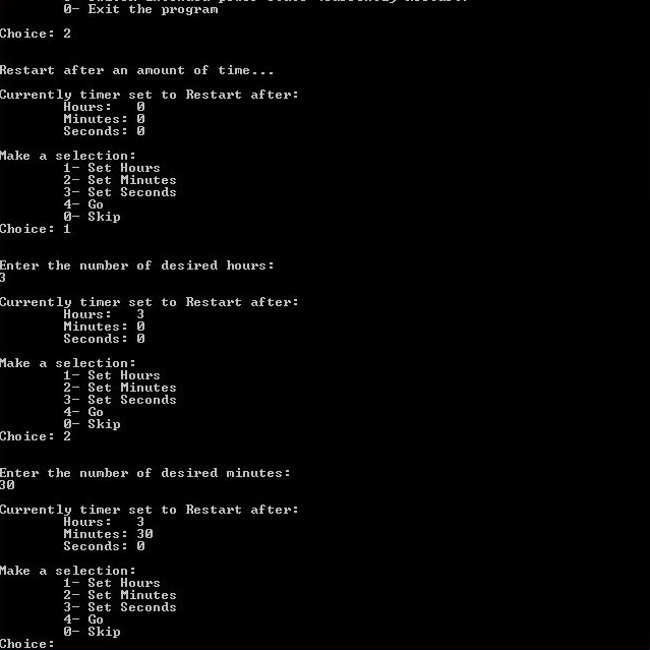 0- Exit the program
Choice: 2
Restart after an amount of time...
Currently timer set to Restart after:
Hours: 0
Minutes: 0
Seconds: 0
Make a selection:
1- Set Hours
2- Set Minutes
3- Set Seconds
4- Go
0- Skip
Choice: 1
Enter the number of desired hours:
3
Currently timer set to Restart after:
Hours: 3
Minutes: 0
Seconds: 0
Make a selection:
1- Set Hours
2- Set Minutes
3- Set Seconds
4- Go
0- Skip
Choice: 2
Enter the number of desired minutes:
30
Currently timer set to Restart after:
Hours: 3
Minutes: 30
Seconds: 0
Make a selection:
1- Set Hours
2- Set Minutes
3- Set Seconds
4- Go
0- Skip
Choice: